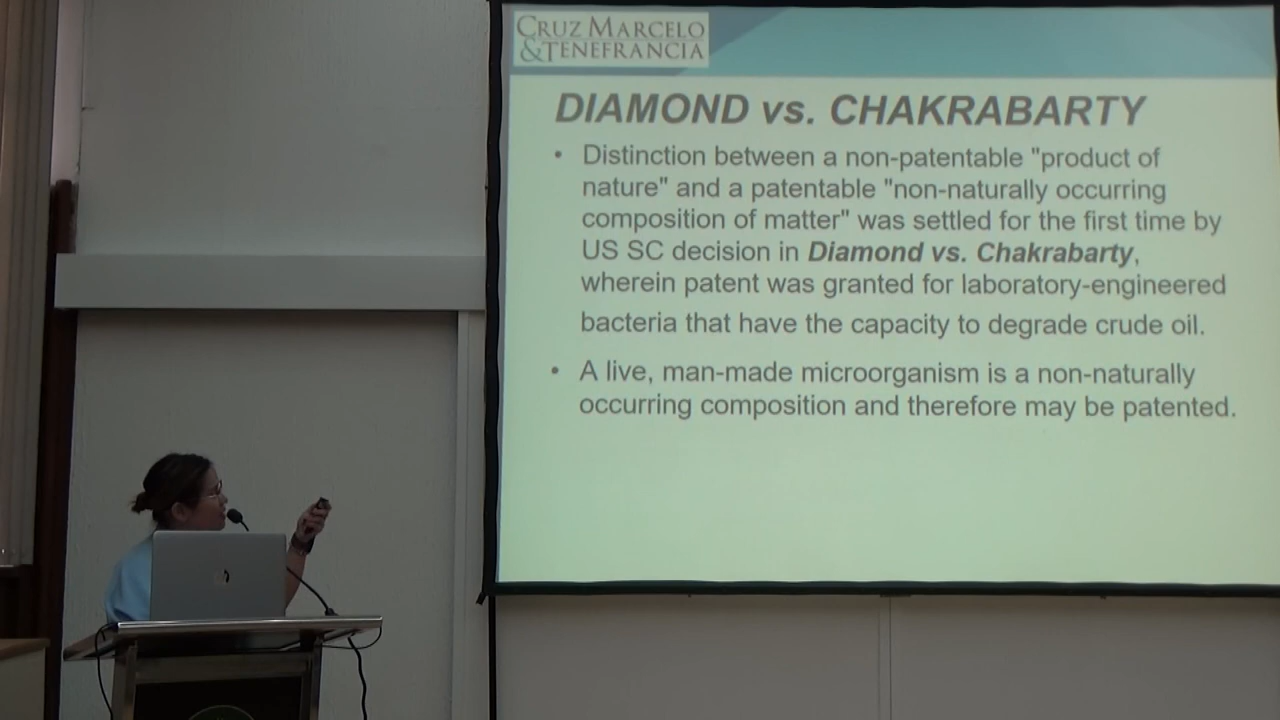 CRUZ MARCELO
& TENEFRANCIA
DIAMOND vs. CHAKRABARTY
• Distinction between a non-patentable "product of
nature" and a patentable "non-naturally occurring
composition of matter" was settled for the first time by
US SC decision in Diamond vs. Chakrabarty,
wherein patent was granted for laboratory-engineered
bacteria that have the capacity to degrade crude oil.
• A live, man-made microorganism is a non-naturally
occurring composition and therefore may be patented.